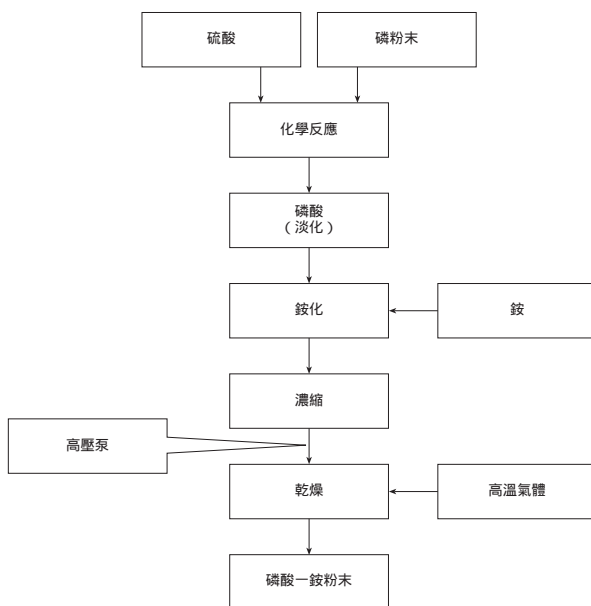 硫酸
磷粉末
化學反應
磷酸
（淡化）
銨化
銨
濃縮
高壓泵
乾燥
高溫氣體
磷酸一銨粉末